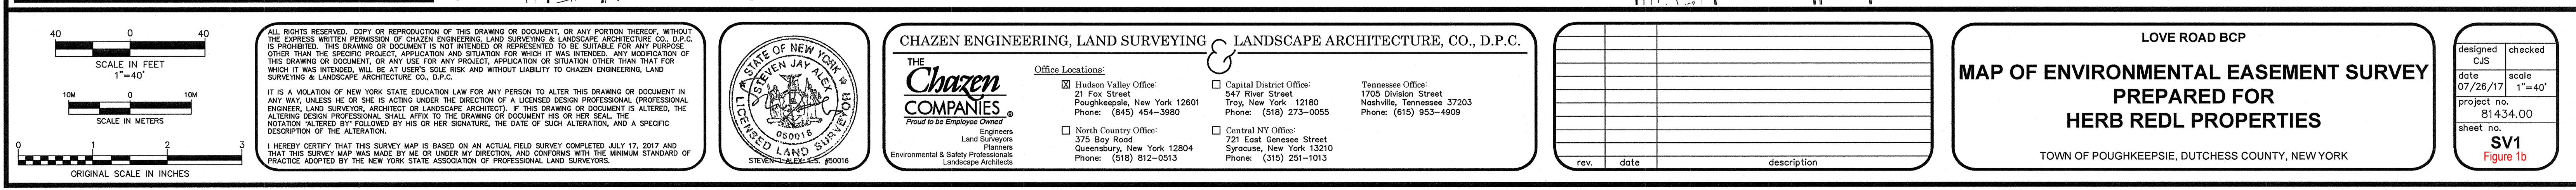 40 0 40
SCALE IN FEET
1"=40'
10M 0 10M
SCALE IN METERS
0 1 2 3
ORIGINAL SCALE IN INCHES
ALL RIGHTS RESERVED. COPY OR REPRODUCTION OF THIS DRAWING OR DOCUMENT, OR ANY PORTION THEREOF, WITHOUT
THE EXPRESS WRITTEN PERMISSION OF CHAZEN ENGINEERING, LAND SURVEYING & LANDSCAPE ARCHITECTURE CO., D.P.C.
IS PROHIBITED. THIS DRAWING OR DOCUMENT IS NOT INTENDED OR REPRESENTED TO BE SUITABLE FOR ANY PURPOSE
OTHER THAN THE SPECIFIC PROJECT, APPLICATION AND SITUATION FOR WHICH IT WAS INTENDED. ANY MODIFICATION OF
THIS DRAWING OR DOCUMENT, OR ANY USE FOR ANY PROJECT, APPLICATION OR SITUATION OTHER THAN THAT FOR
WHICH IT WAS INTENDED, WILL BE AT USER'S SOLE RISK AND WITHOUT LIABILITY TO CHAZEN ENGINEERING, LAND
SURVEYING & LANDSCAPE ARCHITECTURE CO., D.P.C.
IT IS A VIOLATION OF NEW YORK STATE EDUCATION LAW FOR ANY PERSON TO ALTER THIS DRAWING OR DOCUMENT IN
ANY WAY, UNLESS HE OR SHE IS ACTING UNDER THE DIRECTION OF A LICENSED DESIGN PROFESSIONAL (PROFESSIONAL
ENGINEER, LAND SURVEYOR, ARCHITECT OR LANDSCAPE ARCHITECT). IF THIS DRAWING OR DOCUMENT IS ALTERED, THE
ALTERING DESIGN PROFESSIONAL SHALL AFFIX TO THE DRAWING OR DOCUMENT HIS OR HER SEAL, THE
NOTATION "ALTERED BY" FOLLOWED BY HIS OR HER SIGNATURE, THE DATE OF SUCH ALTERATION, AND A SPECIFIC
DESCRIPTION OF THE ALTERATION.
I HEREBY CERTIFY THAT THIS SURVEY MAP IS BASED ON AN ACTUAL FIELD SURVEY COMPLETED JULY 17, 2017 AND
THAT THIS SURVEY MAP WAS MADE BY ME OR UNDER MY DIRECTION, AND CONFORMS WITH THE MINIMUM STANDARD OF
PRACTICE ADOPTED BY THE NEW YORK STATE ASSOCIATION OF PROFESSIONAL LAND SURVEYORS.
STATE OF NEW YORK
STEVEN JAY ALEX
050016
LICENSED LAND SURVEYOR
STEVEN J. ALEX, L.S. #50016
CHAZEN ENGINEERING, LAND SURVEYING & LANDSCAPE ARCHITECTURE, CO., D.P.C.
THE
Chazen
COMPANIES®
Proud to be Employee Owned
Engineers
Land Surveyors
Planners
Environmental & Safety Professionals
Landscape Architects
Office Locations:
X Hudson Valley Office:
21 Fox Street
Poughkeepsie, New York 12601
Phone: (845) 454-3980
North Country Office:
375 Bay Road
Queensbury, New York 12804
Phone: (518) 812-0513
Capital District Office:
547 River Street
Troy, New York 12180
Phone: (518) 273-0055
Central NY Office:
721 East Genesee Street
Syracuse, New York 13210
Phone: (315) 251-1013
Tennessee Office:
1705 Division Street
Nashville, Tennessee 37203
Phone: (615) 953-4909
rev. date description
LOVE ROAD BCP
MAP OF ENVIRONMENTAL EASEMENT SURVEY
PREPARED FOR
HERB REDL PROPERTIES
TOWN OF POUGHKEEPSIE, DUTCHESS COUNTY, NEW YORK
designed checked
CJS
date scale
07/26/17 1"=40'
project no.
81434.00
sheet no.
SV1
Figure 1b